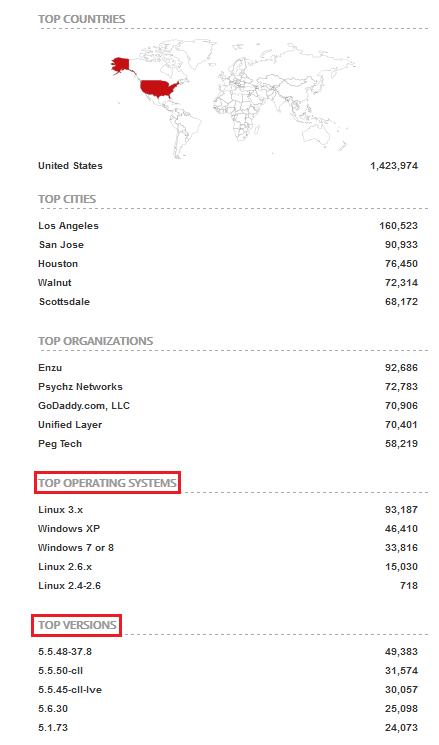 TOP COUNTRIES
United States 1,423,974
TOP CITIES
Los Angeles 160,523
San Jose 90,933
Houston 76,450
Walnut 72,314
Scottsdale 68,172
TOP ORGANIZATIONS
Enzu 92,686
Psychz Networks 72,783
GoDaddy.com, LLC 70,906
Unified Layer 70,401
Peg Tech 58,219
TOP OPERATING SYSTEMS
Linux 3.x 93,187
Windows XP 46,410
Windows 7 or 8 33,816
Linux 2.6.x 15,030
Linux 2.4-2.6 718
TOP VERSIONS
5.5.48-37.8 49,383
5.5.50-cll 31,574
5.5.45-cll-lve 30,057
5.6.30 25,098
5.1.73 24,073